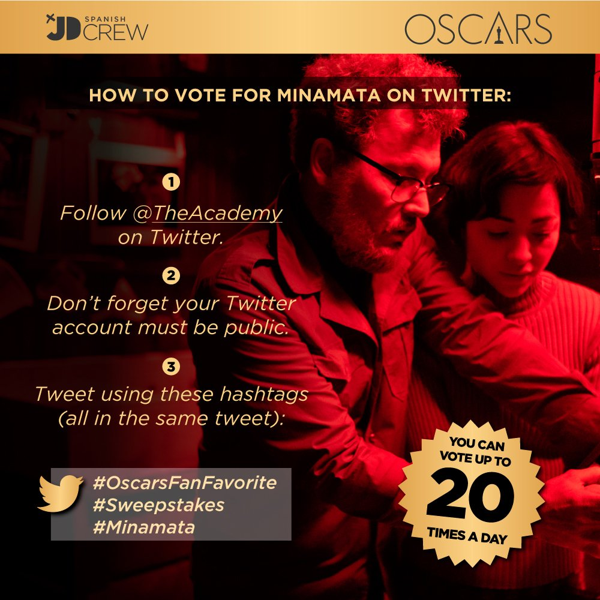 JD SPANISH CREW
OSCARS
HOW TO VOTE FOR MINAMATA ON TWITTER:
1
Follow @TheAcademy
on Twitter.
2
Don't forget your Twitter
account must be public.
3
Tweet using these hashtags
(all in the same tweet):
#OscarsFanFavorite
#Sweepstakes
#Minamata
YOU CAN
VOTE UP TO
20
TIMES A DAY